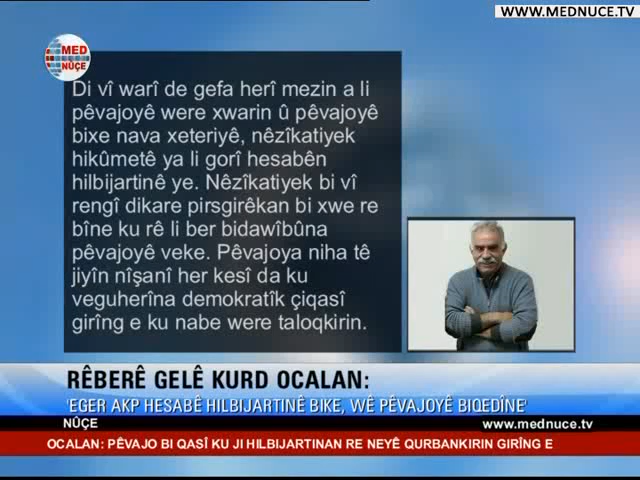 WWW.MEDNUCE.TV
MED
NÛÇE
Di vî warî de gefa herî mezin a li
pêvajoyê were xwarin û pêvajoyê
bixe nava xeteriyê, nêzîkatiyek
hikûmetê ya li gorî hesabên
hilbijartinê ye. Nêzîkatiyek bi vî
rengî dikare pirsgirêkan bi xwe re
bîne ku rê li ber bidawîbûna
pêvajoyê veke. Pêvajoya niha tê
jiyîn nîşanî her kesî da ku
veguherîna demokratîk çiqasî
girîng e ku nabe were taloqkirin.
RÊBERÊ GELÊ KURD OCALAN:
'EGER AKP HESABÊ HILBIJARTINÊ BIKE, WÊ PÊVAJOYÊ BIQEDÎNE'
NÛÇE
www.mednuce.tv
OCALAN: PÊVAJO BI QASÎ KU JI HILBIJARTINAN RE NEYÊ QURBANKIRIN GIRÎNG E